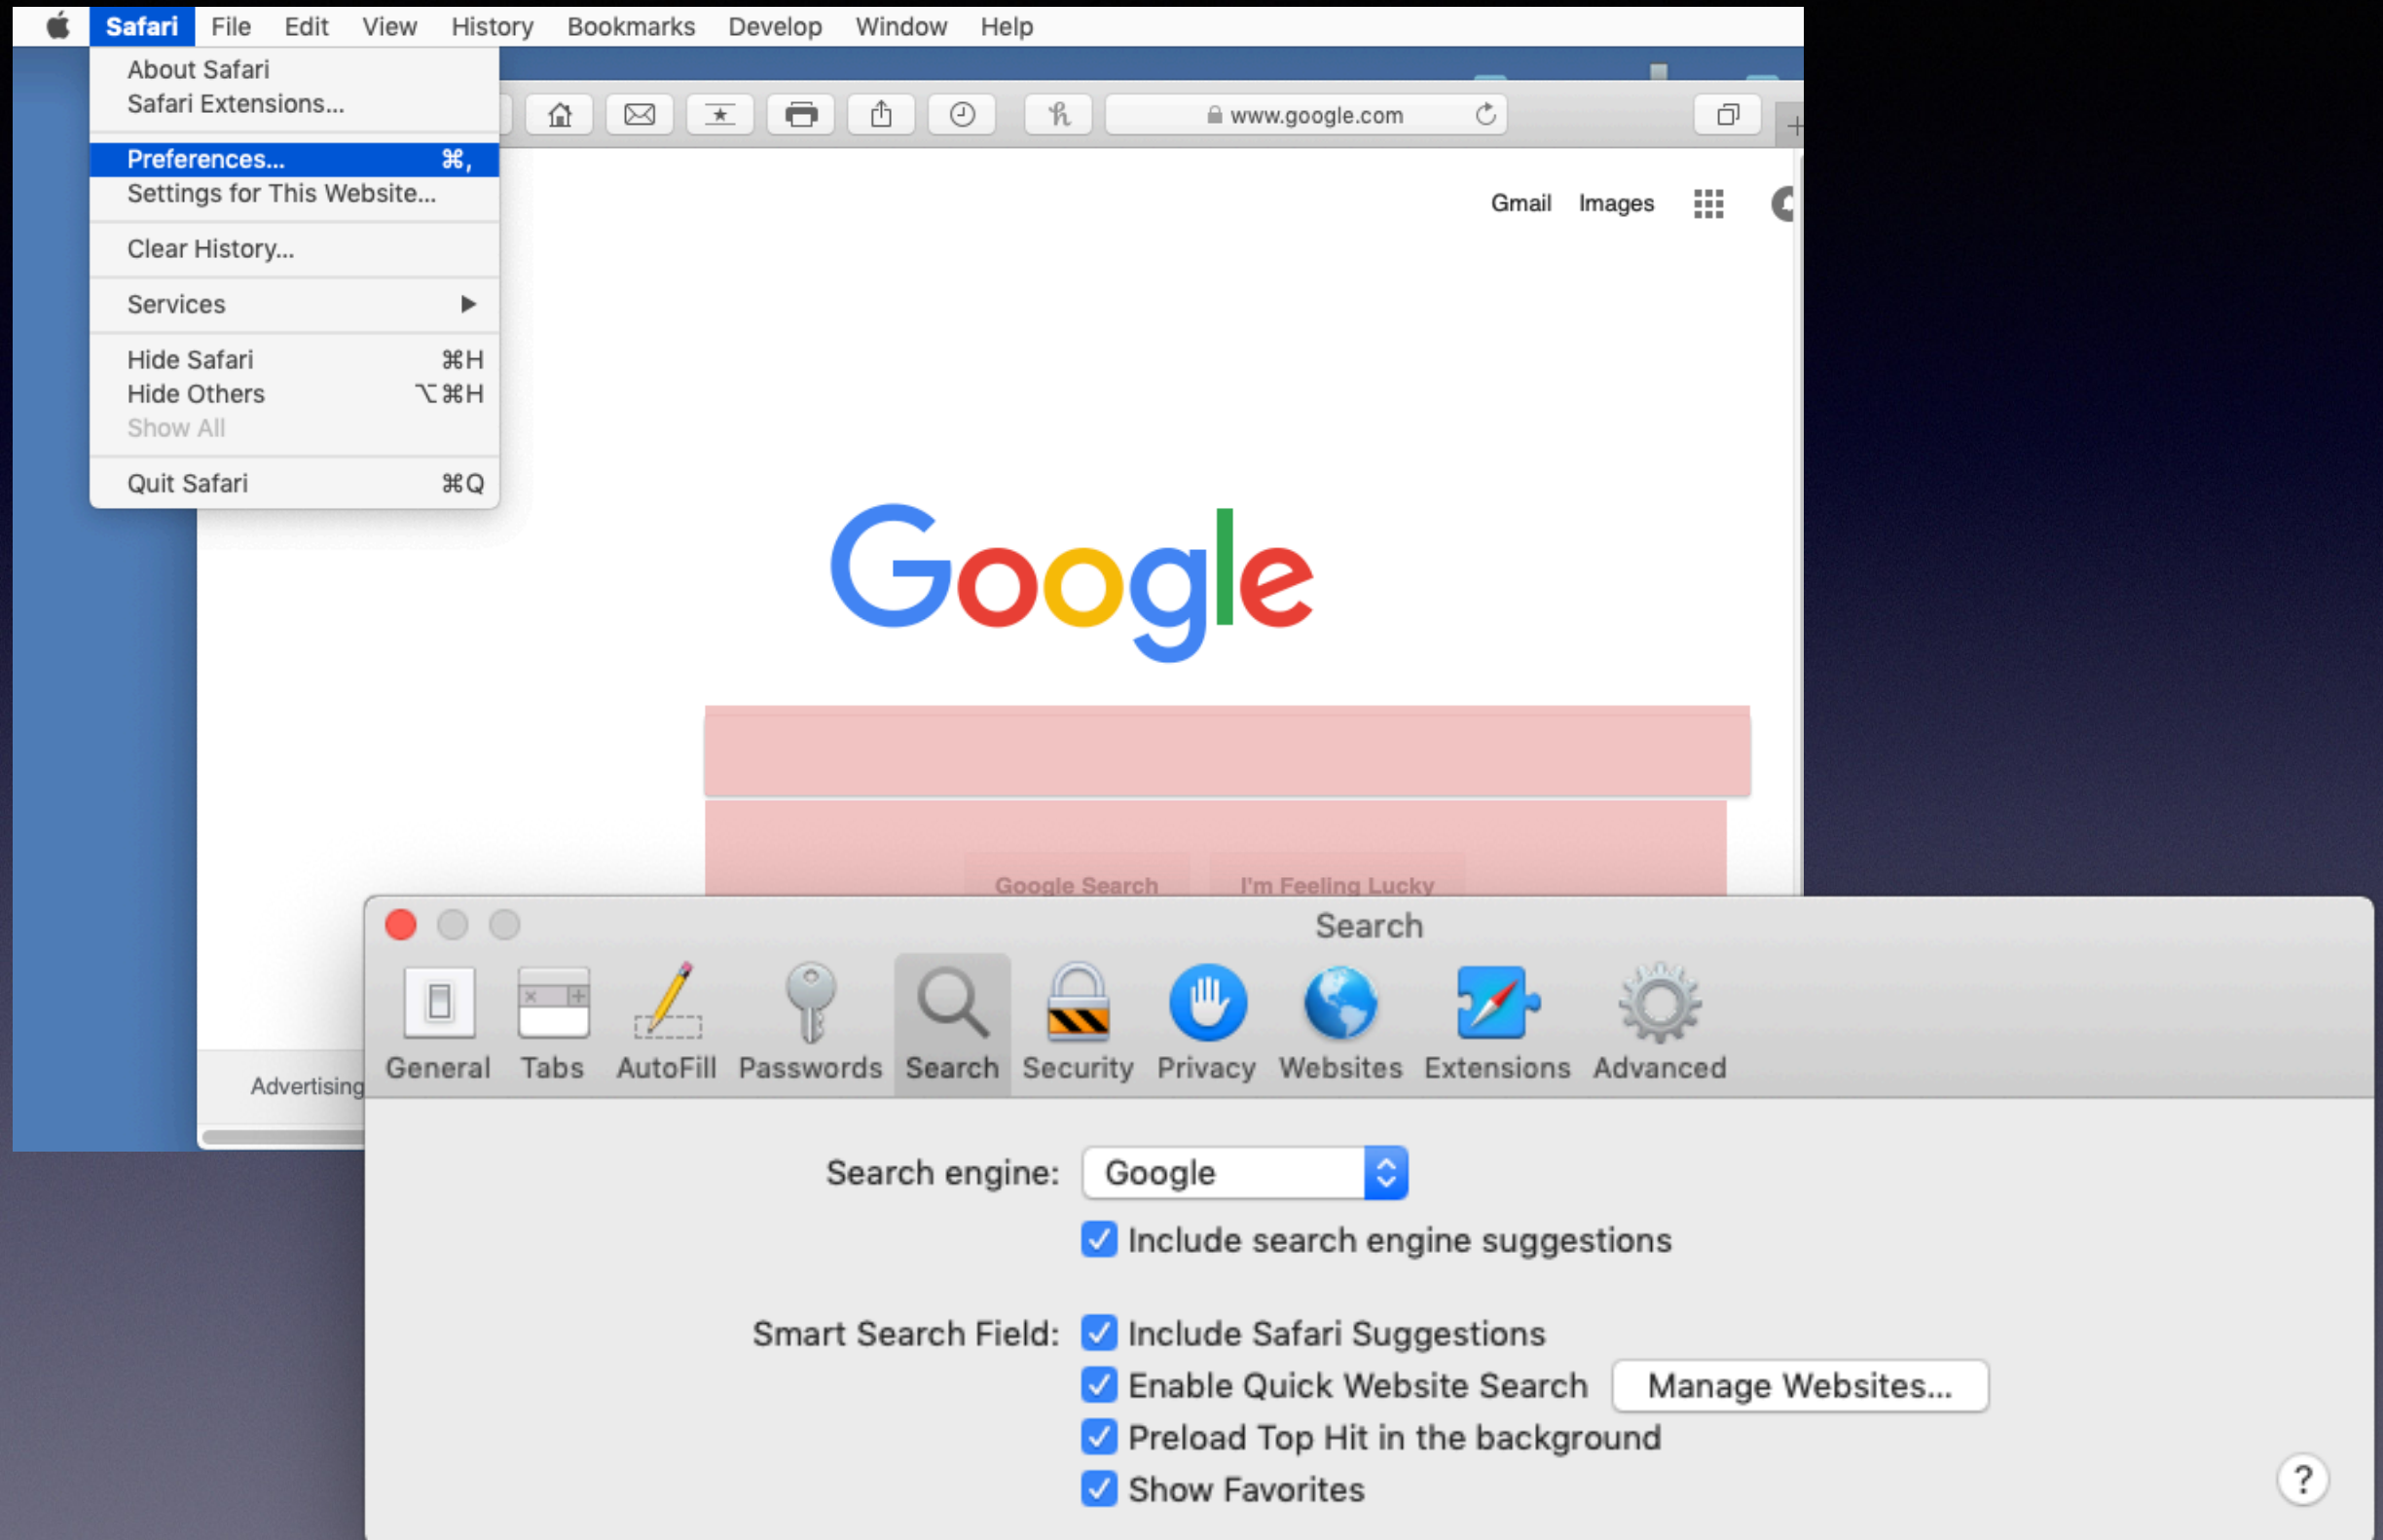 Safari File Edit View History Bookmarks Develop Window Help
About Safari
Safari Extensions...
Preferences... ⌘,
Settings for This Website...
Clear History...
Services ▶
Hide Safari ⌘H
Hide Others ⌥⌘H
Show All
Quit Safari ⌘Q
www.google.com
Gmail Images
Google
Google Search I'm Feeling Lucky
Advertising
Search
General Tabs AutoFill Passwords Search Security Privacy Websites Extensions Advanced
Search engine: Google
Include search engine suggestions
Smart Search Field: Include Safari Suggestions
Enable Quick Website Search Manage Websites...
Preload Top Hit in the background
Show Favorites
?